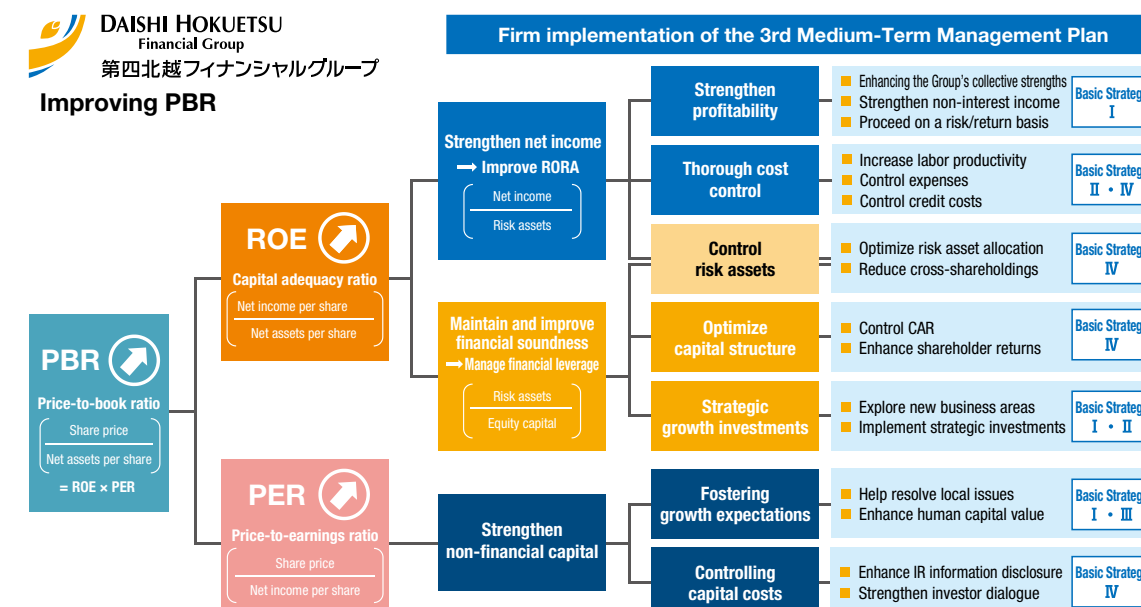 DAISHI HOKUETSU
Financial Group
第四北越フィナンシャルグループ
Improving PBR
Firm implementation of the 3rd Medium-Term Management Plan
PBR
Price-to-book ratio
Share price
Net assets per share
= ROE × PER
ROE
Capital adequacy ratio
Net income per share
Net assets per share
PER
Price-to-earnings ratio
Share price
Net income per share
Strengthen net income
→ Improve RORA
Net income
Risk assets
Maintain and improve
financial soundness
→ Manage financial leverage
Risk assets
Equity capital
Strengthen
non-financial capital
Strengthen
profitability
Enhancing the Group's collective strengths
Strengthen non-interest income
Proceed on a risk/return basis
Basic Strateg
I
Thorough cost
control
Increase labor productivity
Control expenses
Control credit costs
Basic Strateg
II • IV
Control
risk assets
Optimize risk asset allocation
Reduce cross-shareholdings
Basic Strateg
IV
Optimize
capital structure
Control CAR
Enhance shareholder returns
Basic Strateg
IV
Strategic
growth investments
Explore new business areas
Implement strategic investments
Basic Strateg
I • II
Fostering
growth expectations
Help resolve local issues
Enhance human capital value
Basic Strateg
I • III
Controlling
capital costs
Enhance IR information disclosure
Strengthen investor dialogue
Basic Strateg
IV